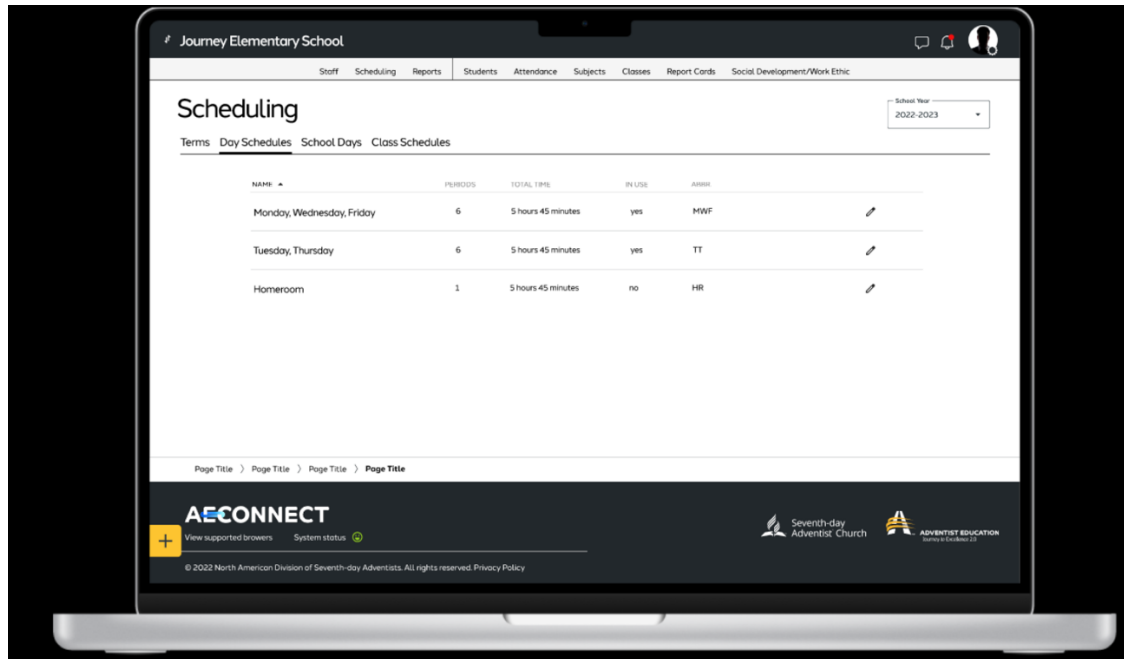 Journey Elementary School
Staff Scheduling Reports Students Attendance Subjects Classes Report Cards Social Development/Work Ethic
Scheduling
School Year
2022-2023
Terms Day Schedules School Days Class Schedules
NAME PERIODS TOTAL TIME IN USE ABBR
Monday, Wednesday, Friday 6 5 hours 45 minutes yes MWF
Tuesday, Thursday 6 5 hours 45 minutes yes TT
Homeroom 1 5 hours 45 minutes no HR
Page Title 〉 Page Title 〉 Page Title 〉 Page Title
AECONNECT
View supported browers System status
© 2022 North American Division of Seventh-day Adventists. All rights reserved. Privacy Policy
Seventh-day
Adventist Church
ADVENTIST EDUCATION
Journey to Excellence 2.0